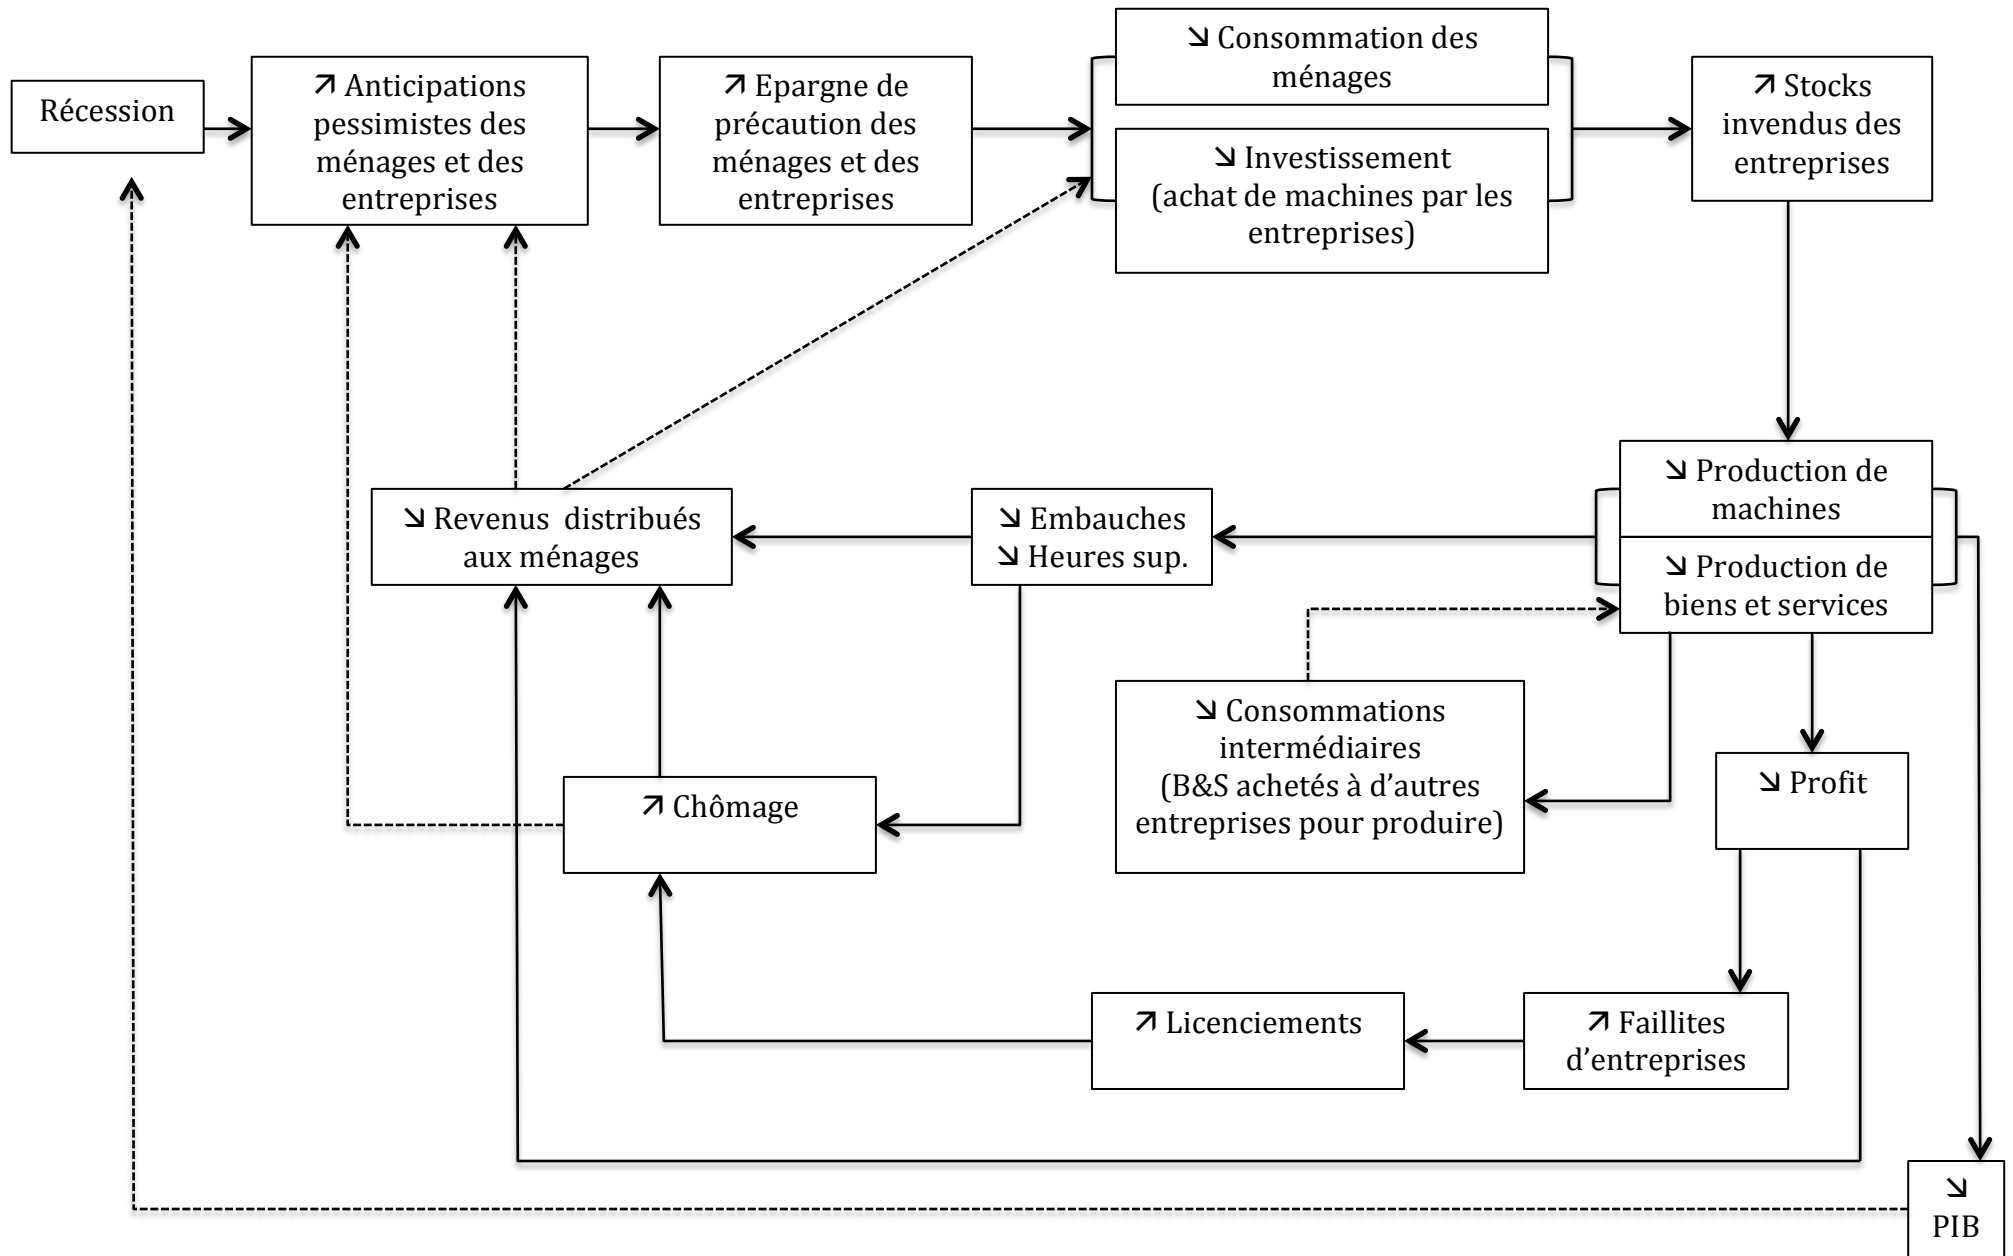 Récession
↗ Anticipations
pessimistes des
ménages et des
entreprises
↗ Epargne de
précaution des
ménages et des
entreprises
↘ Consommation des
ménages
↘ Investissement
(achat de machines par les
entreprises)
↗ Stocks
invendus des
entreprises
↘ Production de
machines
↘ Production de
biens et services
↘ Embauches
↘ Heures sup.
↘ Revenus distribués
aux ménages
↘ Consommations
intermédiaires
(B&S achetés à d’autres
entreprises pour produire)
↘ Profit
↗ Chômage
↗ Licenciements
↗ Faillites
d’entreprises
↘
PIB